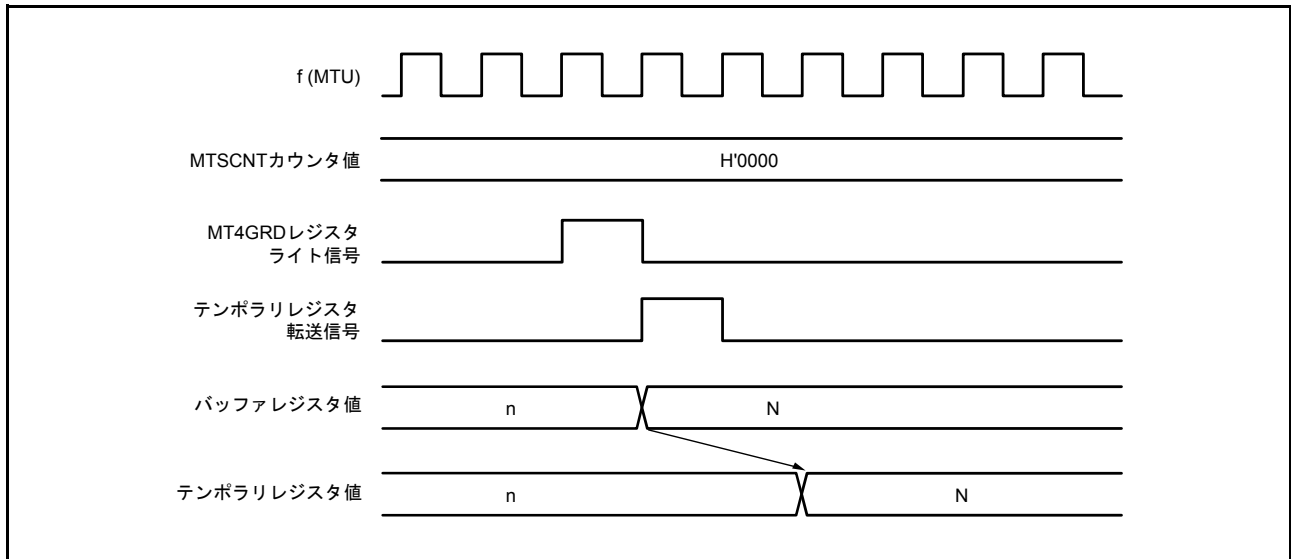 f (MTU)
MTSCNTカウンタ値
H'0000
MT4GRDレジスタ
ライト信号
テンポラリレジスタ
転送信号
バッファレジスタ値
n
N
テンポラリレジスタ値
n
N